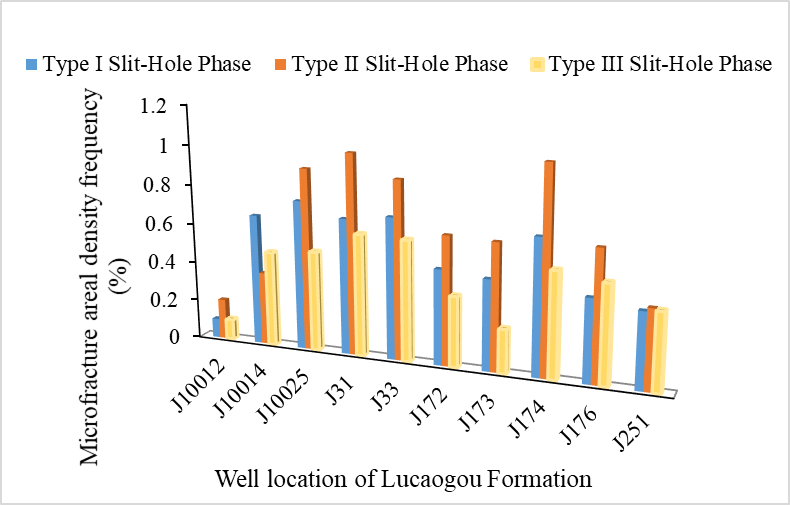 Type I Slit-Hole Phase Type II Slit-Hole Phase Type III Slit-Hole Phase
Microfracture areal density frequency
(%)
1.2
1
0.8
0.6
0.4
0.2
0
J10012 J10014 J10025 J31 J33 J172 J173 J174 J176 J251
Well location of Lucaogou Formation